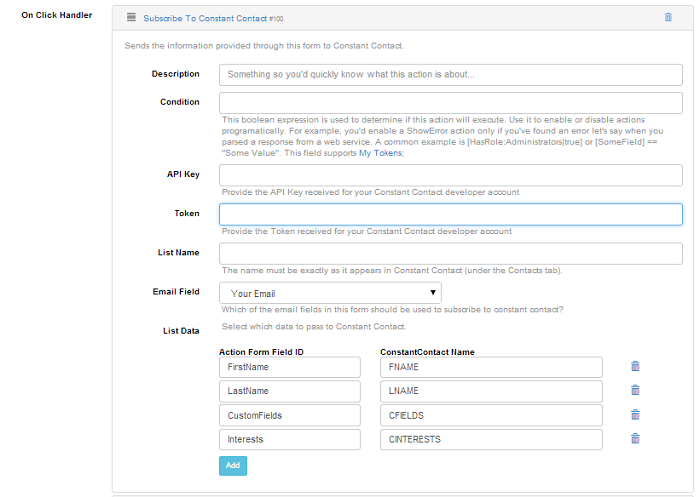 On Click Handler
Subscribe To Constant Contact #100
Sends the information provided through this form to Constant Contact.
Description
Something so you'd quickly know what this action is about...
Condition
This boolean expression is used to determine if this action will execute. Use it to enable or disable actions
programatically. For example, you'd enable a ShowError action only if you've found an error let's say when you
parsed a response from a web service. A common example is [HasRole:Administrators|true] or [SomeField] ==
"Some Value". This field supports My Tokens;
API Key
Provide the API Key received for your Constant Contact developer account
Token
Provide the Token received for your Constant Contact developer account
List Name
The name must be exactly as it appears in Constant Contact (under the Contacts tab).
Email Field
Your Email
Which of the email fields in this form should be used to subscribe to constant contact?
List Data
Select which data to pass to Constant Contact.
Action Form Field ID ConstantContact Name
FirstName FNAME
LastName LNAME
CustomFields CFIELDS
Interests CINTERESTS
Add